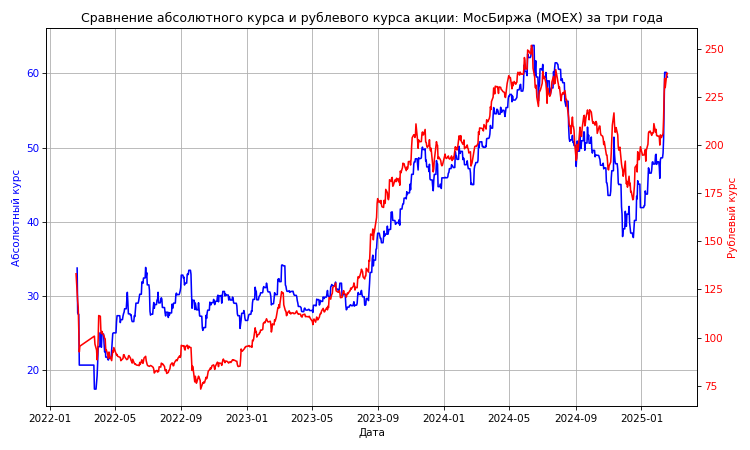 Сравнение абсолютного курса и рублевого курса акции: МосБиржа (MOEX) за три года
Абсолютный курс
60
50
40
30
20
250
225
200
175
150
125
100
75
Рублевый курс
2022-01 2022-05 2022-09 2023-01 2023-05 2023-09 2024-01 2024-05 2024-09 2025-01
Дата